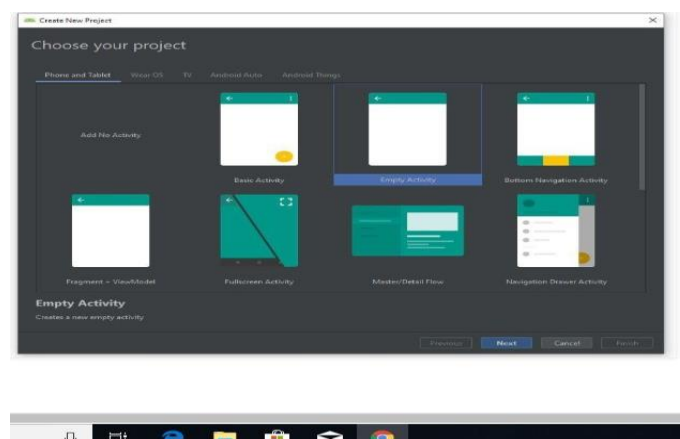 Create New Project
Choose your project
Phone and Tablet Wear OS TV Android Auto Android Things
Add No Activity
Basic Activity
Empty Activity
Bottom Navigation Activity
Fragment + ViewModel
Fullscreen Activity
Master/Detail Flow
Navigation Drawer Activity
Empty Activity
Creates a new empty activity
Previous Next Cancel Finish